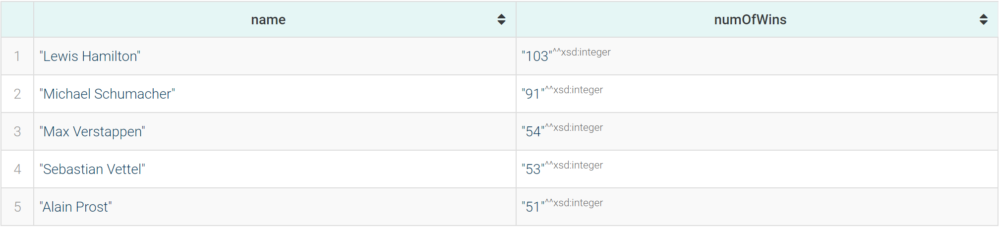 name numOfWins
1 "Lewis Hamilton" "103"^^xsd:integer
2 "Michael Schumacher" "91"^^xsd:integer
3 "Max Verstappen" "54"^^xsd:integer
4 "Sebastian Vettel" "53"^^xsd:integer
5 "Alain Prost" "51"^^xsd:integer